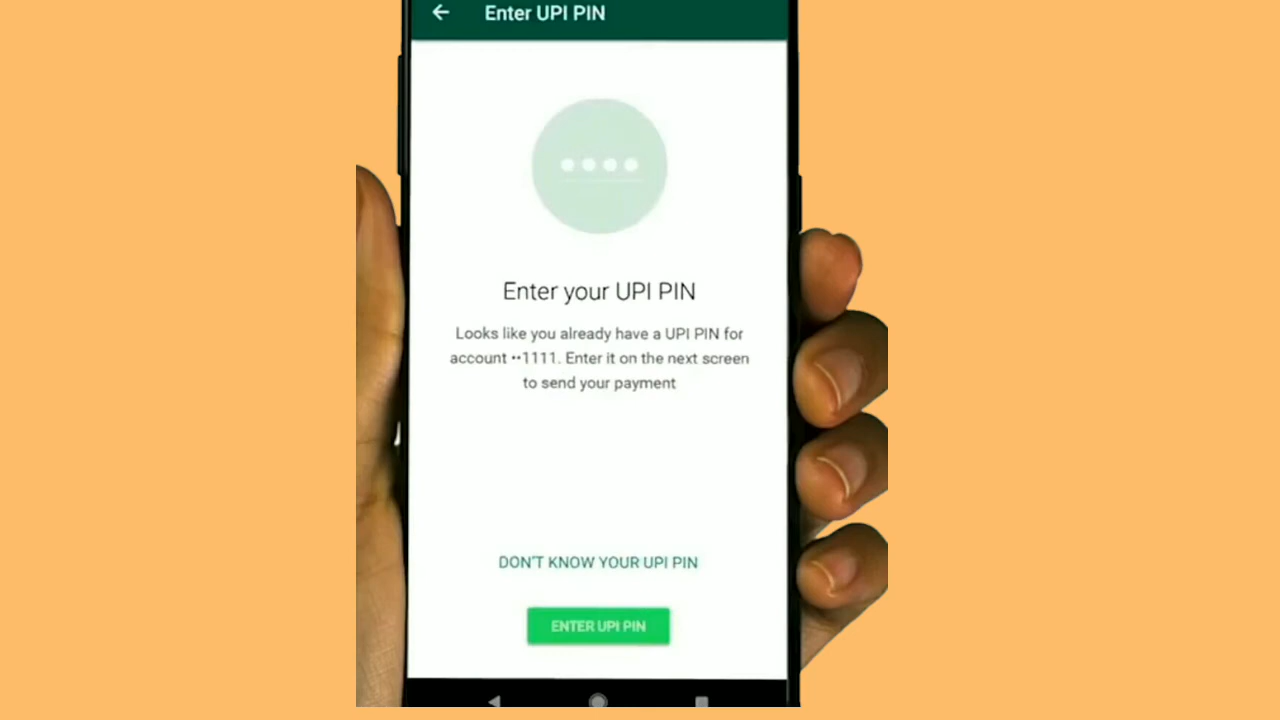 Enter UPI PIN
Enter your UPI PIN
Looks like you already have a UPI PIN for
account ••1111. Enter it on the next screen
to send your payment
DON'T KNOW YOUR UPI PIN
ENTER UPI PIN